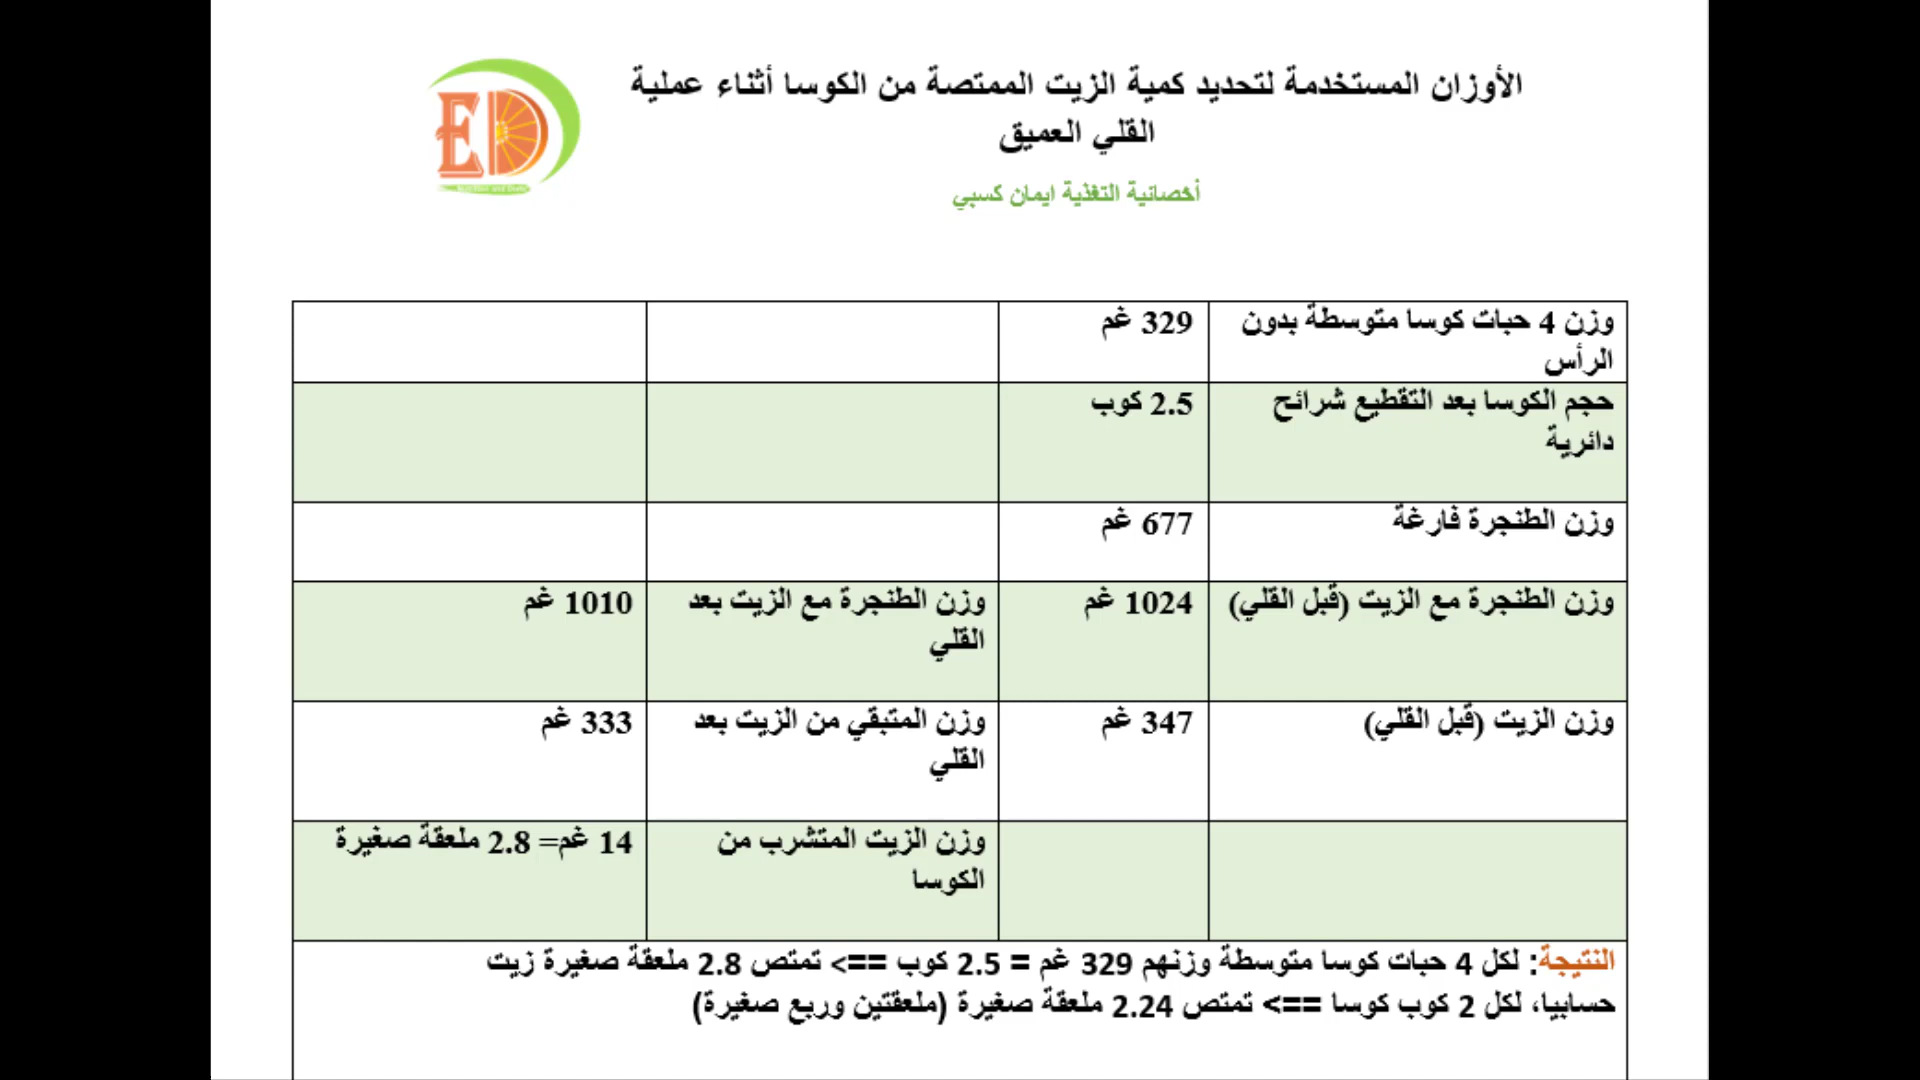 الأوزان المستخدمة لتحديد كمية الزيت الممتصة من الكوسا أثناء عملية
القلي العميق
أخصائية التغذية ايمان كسبي
ED
وزن 4 حبات كوسا متوسطة بدون الرأس
329 غم
حجم الكوسا بعد التقطيع شرائح دائرية
2.5 كوب
وزن الطنجرة فارغة
677 غم
وزن الطنجرة مع الزيت (قبل القلي)
1024 غم
وزن الطنجرة مع الزيت بعد القلي
1010 غم
وزن الزيت (قبل القلي)
347 غم
وزن المتبقي من الزيت بعد القلي
333 غم
وزن الزيت المتشرب من الكوسا
14 غم= 2.8 ملعقة صغيرة
النتيجة: لكل 4 حبات كوسا متوسطة وزنهم 329 غم = 2.5 كوب ==> تمتص 2.8 ملعقة صغيرة زيت
حسابيا، لكل 2 كوب كوسا ==> تمتص 2.24 ملعقة صغيرة (ملعقتين وربع صغيرة)